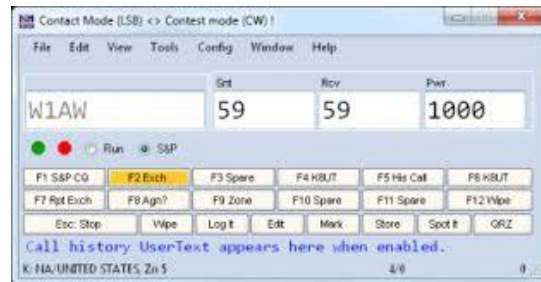 Contact Mode (LSB) <> Contest mode (CW) !
File Edit View Tools Config Window Help
Snt Rcv Pwr
W1AW 59 59 1000
Run S&P
F1 S&P CQ F2 Exch F3 Spare F4 K8UT F5 His Call F6 K8UT
F7 Rpt Exch F8 Agn? F9 Zone F10 Spare F11 Spare F12 Wipe
Esc: Stop Wipe Log It Edit Mark Store Spot It QRZ
Call history UserText appears here when enabled.
K: NA/UNITED STATES, Zn 5 4/0 0